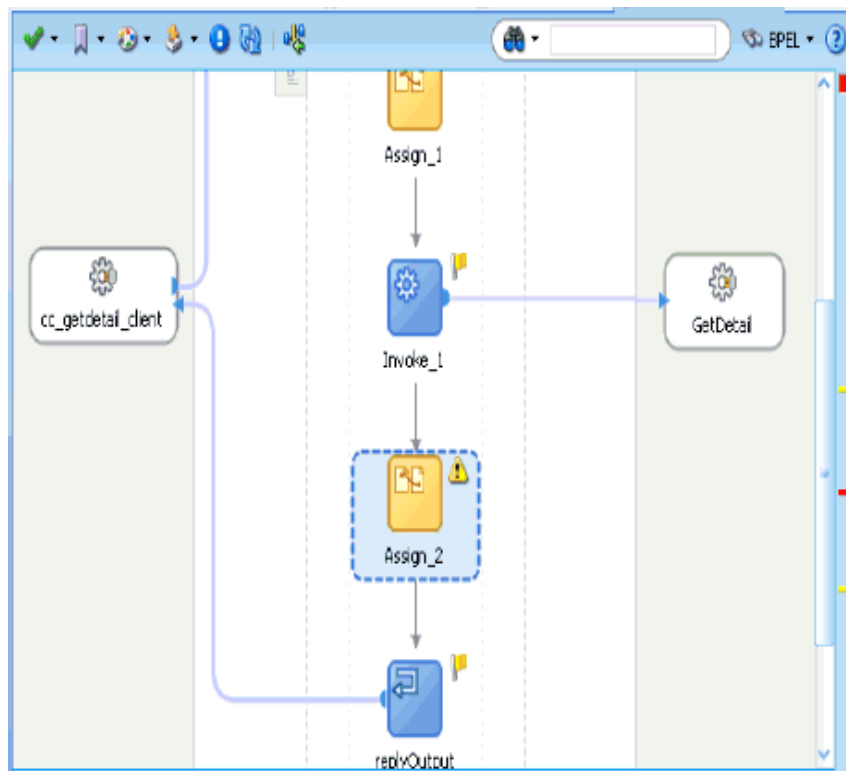 BPEL
Assign_1
cc_getdetail_client
Invoke_1
GetDetail
Assign_2
replyOutput